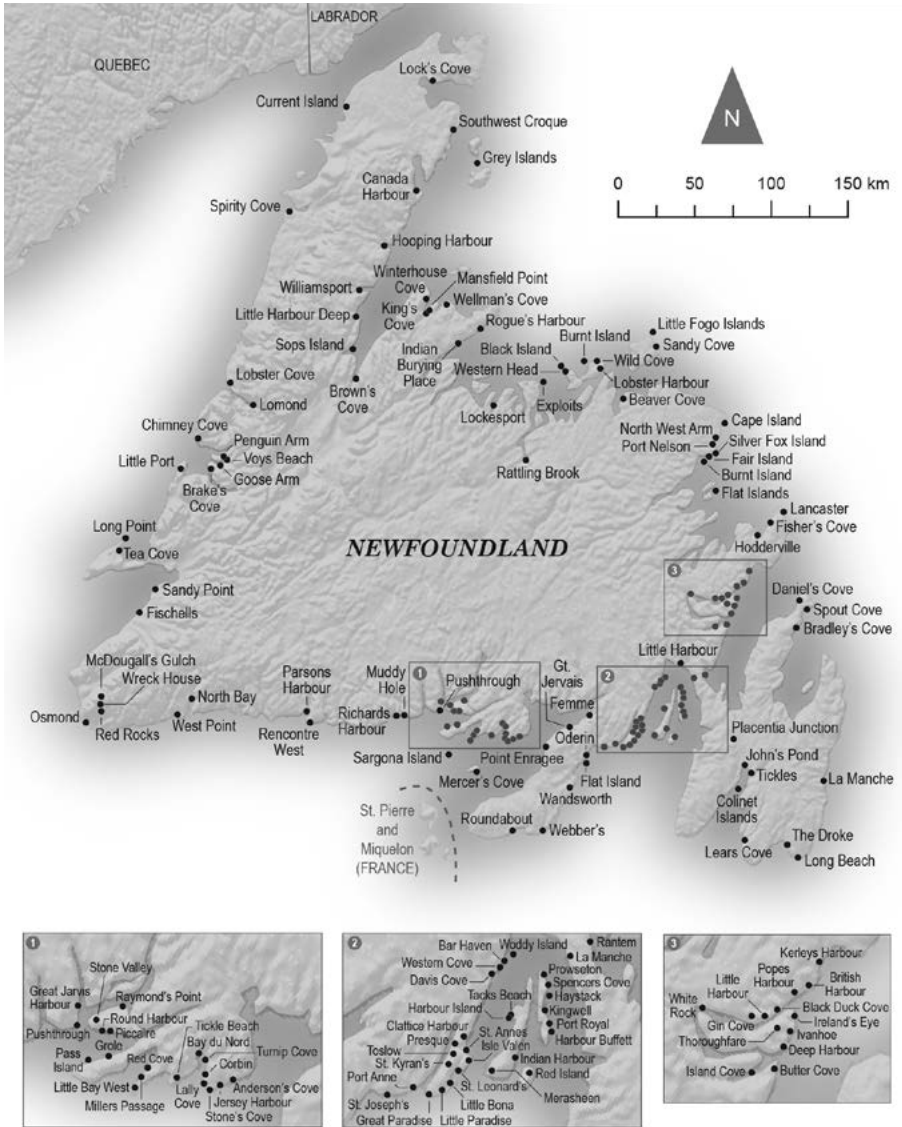 LABRADOR
QUEBEC
Lock's Cove
Current Island
Southwest Croque
N
Grey Islands
Canada
Harbour
0 50 100 150 km
Spirity Cove
Hooping Harbour
Winterhouse
Cove
Mansfield Point
Williamsport
Wellman's Cove
King's
Cove
Little Harbour Deep
Rogue's Harbour
Burnt Island
Little Fogo Islands
Sandy Cove
Sops Island
Indian
Burying
Place
Black Island
Wild Cove
Western Head
Lobster Harbour
Lobster Cove
Brown's
Cove
Exploits
Beaver Cove
Lomond
Lockesport
Cape Island
Chimney Cove
North West Arm
Penguin Arm
Port Nelson
Silver Fox Island
Little Port
Voys Beach
Rattling Brook
Fair Island
Goose Arm
Burnt Island
Brake's
Cove
Flat Islands
Lancaster
Long Point
Fisher's Cove
Tea Cove
NEWFOUNDLAND
Hodderville
3
Sandy Point
Daniel's Cove
Spout Cove
Fischells
Bradley's Cove
Little Harbour
McDougall's Gulch
Wreck House
North Bay
Parsons
Harbour
Muddy
Hole
1
Pushthrough
Gt.
Jervais
2
Femme
Osmond
Red Rocks
West Point
Rencontre
West
Richards
Harbour
Oderin
Placentia Junction
Sargona Island
Point Enragee
John's Pond
Mercer's Cove
Flat Island
Tickles
La Manche
Wandsworth
Colinet
Islands
St. Pierre
and
Miquelon
(FRANCE)
Roundabout
Webber's
The Droke
Lears Cove
Long Beach
1
Stone Valley
Great Jarvis
Harbour
Raymond's Point
Round Harbour
Tickle Beach
Pushthrough
Piccaire
Bay du Nord
Grole
Turnip Cove
Pass
Island
Red Cove
Corbin
Little Bay West
Lally
Cove
Anderson's Cove
Millers Passage
Jersey Harbour
Stone's Cove
2
Bar Haven
Woddy Island
Rantem
Western Cove
La Manche
Davis Cove
Prowseton
Tacks Beach
Spencers Cove
Harbour Island
Haystack
Clattice Harbour
Kingwell
Presque
St. Annes
Port Royal
Toslow
Isle Valen
Harbour Buffett
St. Kyran's
Indian Harbour
Port Anne
Red Island
St. Leonard's
Merasheen
St. Joseph's
Little Bona
Great Paradise
Little Paradise
3
Kerleys Harbour
Popes
Harbour
Little
Harbour
British
Harbour
White
Rock
Black Duck Cove
Gin Cove
Ireland's Eye
Thoroughfare
Ivanhoe
Deep Harbour
Island Cove
Butter Cove